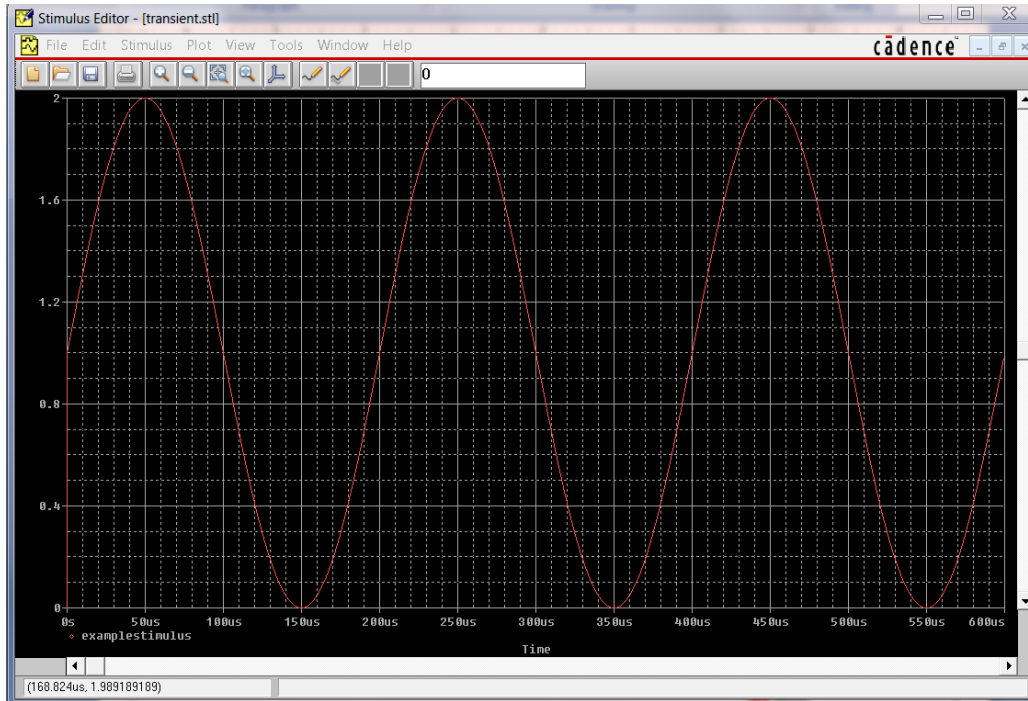 Stimulus Editor - [transient.stl]
File Edit Stimulus Plot View Tools Window Help
cādence™
0
2
1.6
1.2
0.8
0.4
0
0s 50us 100us 150us 200us 250us 300us 350us 400us 450us 500us 550us 600us
examplestimulus
Time
(168.824us, 1.989189189)